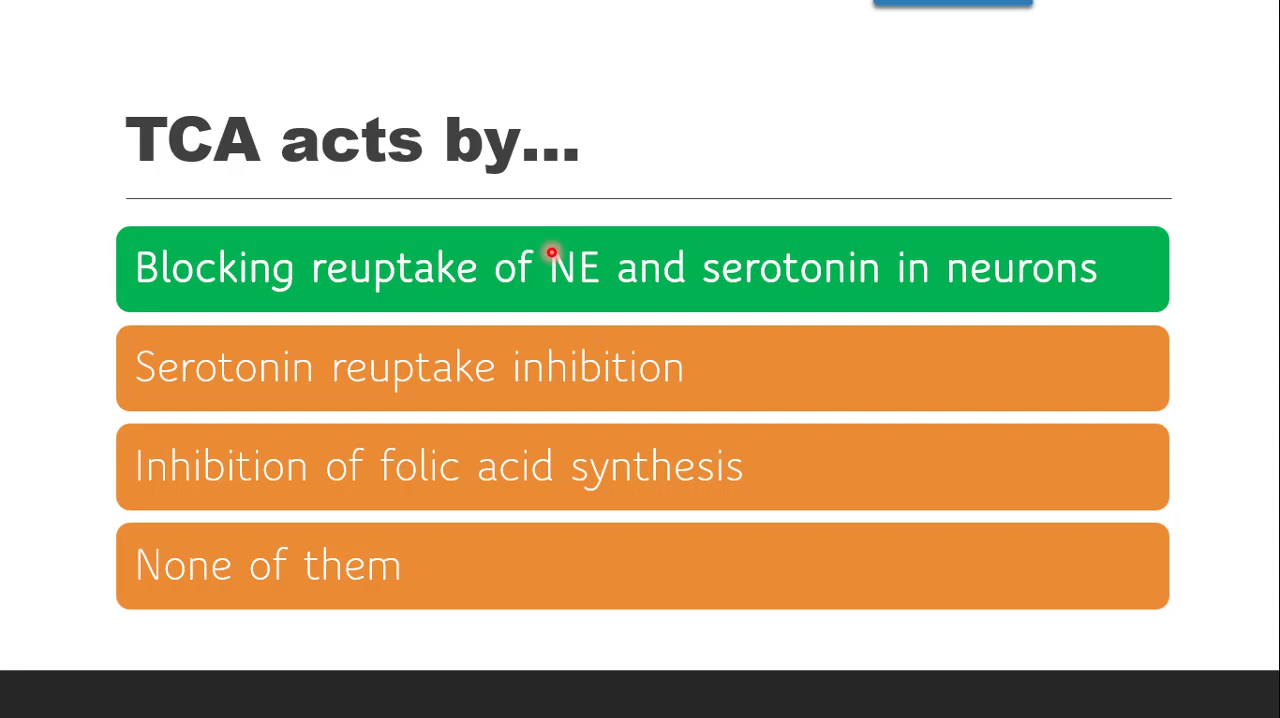 TCA acts by...
Blocking reuptake of NE and serotonin in neurons
Serotonin reuptake inhibition
Inhibition of folic acid synthesis
None of them